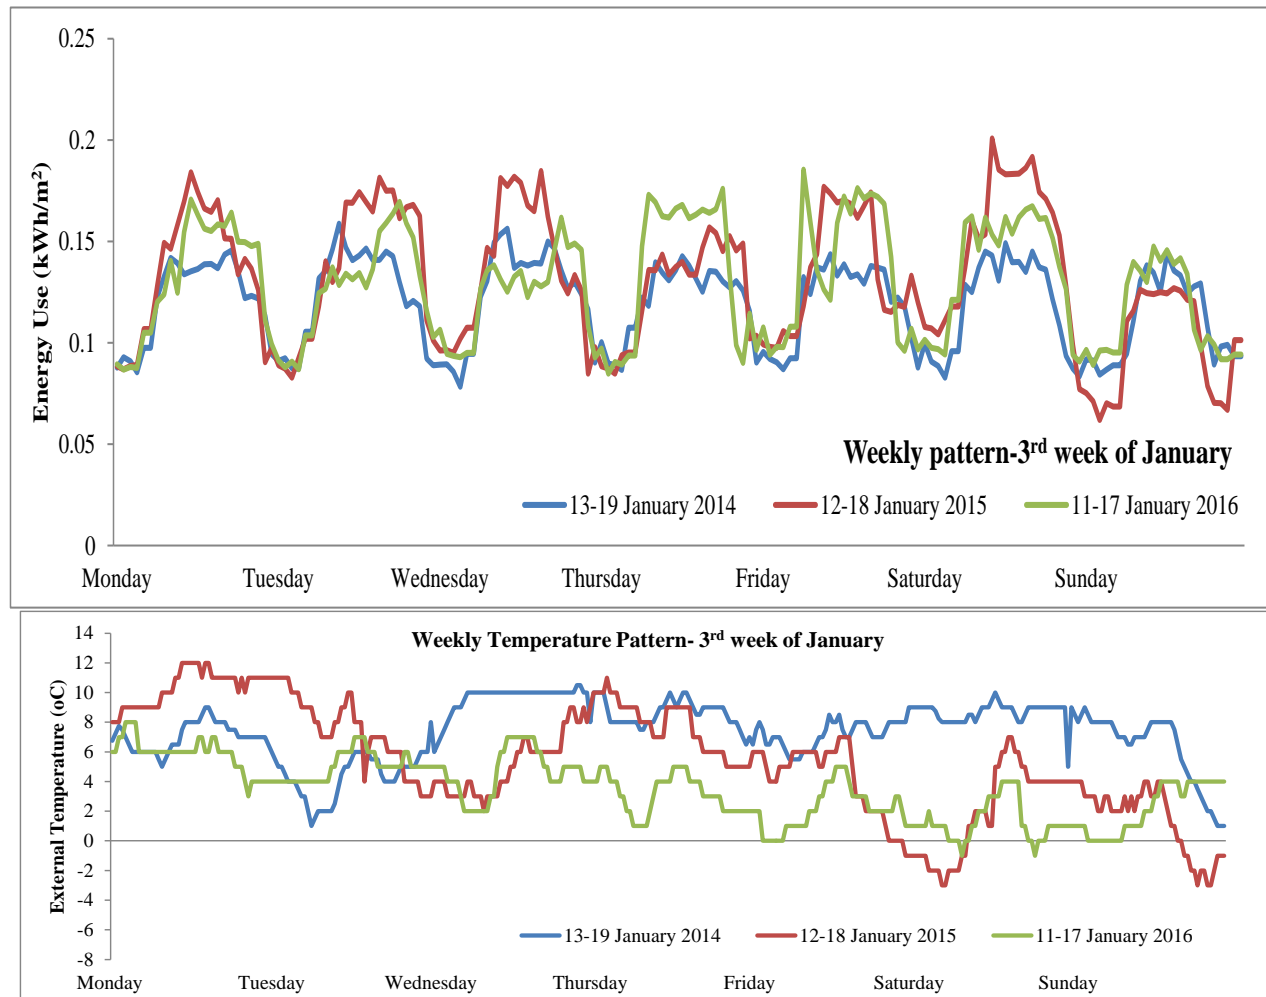 0.25
0.2
0.15
0.1
0.05
0
Energy Use (kWh/m²)
Weekly pattern-3rd week of January
13-19 January 2014 12-18 January 2015 11-17 January 2016
Monday Tuesday Wednesday Thursday Friday Saturday Sunday
Weekly Temperature Pattern- 3rd week of January
14
12
10
8
6
4
2
0
-2
-4
-6
-8
External Temperature (oC)
13-19 January 2014 12-18 January 2015 11-17 January 2016
Monday Tuesday Wednesday Thursday Friday Saturday Sunday